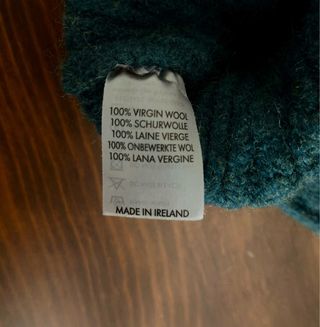 100% VIRGIN WOOL
100% SCHURWOLLE
100% LAINE VIERGE
100% ONBEWERKTE WOL
100% LANA VERGINE
MADE IN IRELAND